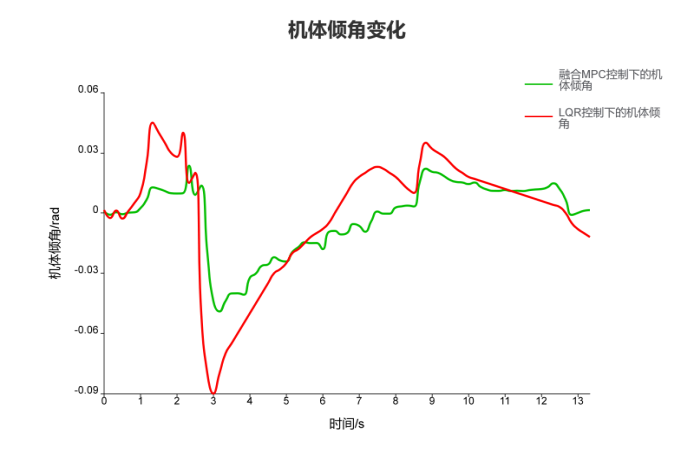 机体倾角变化
融合MPC控制下的机
体倾角
LQR控制下的机体倾
角
0.06
0.03
0
-0.03
-0.06
-0.09
机体倾角/rad
0 1 2 3 4 5 6 7 8 9 10 11 12 13
时间/s